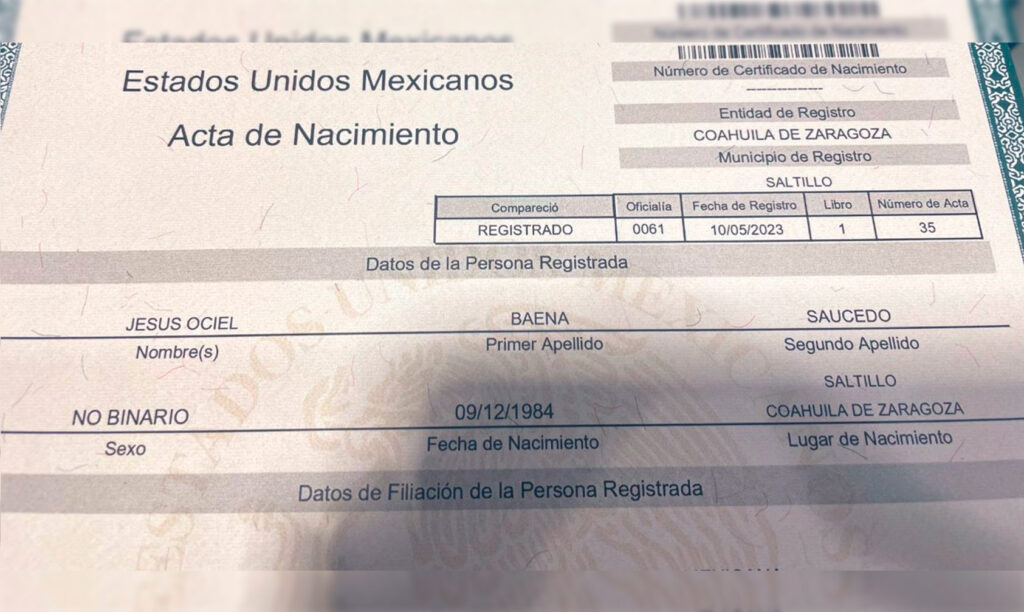 Estados Unidos Mexicanos
Acta de Nacimiento
Número de Certificado de Nacimiento
--------------
Entidad de Registro
COAHUILA DE ZARAGOZA
Municipio de Registro
SALTILLO
Compareció Oficialía Fecha de Registro Libro Número de Acta
REGISTRADO 0061 10/05/2023 1 35
Datos de la Persona Registrada
JESUS OCIEL BAENA SAUCEDO
Nombre(s) Primer Apellido Segundo Apellido
SALTILLO
NO BINARIO 09/12/1984 COAHUILA DE ZARAGOZA
Sexo Fecha de Nacimiento Lugar de Nacimiento
Datos de Filiación de la Persona Registrada